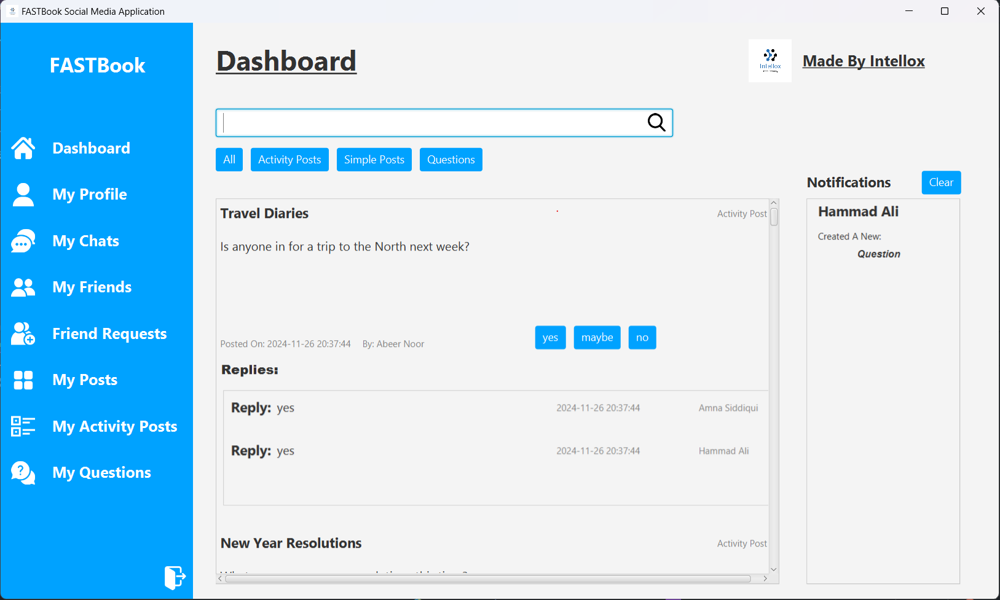 FASTBook Social Media Application
FASTBook
Dashboard
My Profile
My Chats
My Friends
Friend Requests
My Posts
My Activity Posts
My Questions
Dashboard
Intellox
Made By Intellox
All
Activity Posts
Simple Posts
Questions
Travel Diaries
Activity Post
Is anyone in for a trip to the North next week?
Posted On: 2024-11-26 20:37:44
By: Abeer Noor
yes
maybe
no
Replies:
Reply: yes
2024-11-26 20:37:44
Amna Siddiqui
Reply: yes
2024-11-26 20:37:44
Hammad Ali
New Year Resolutions
Activity Post
Notifications
Clear
Hammad Ali
Created A New:
Question